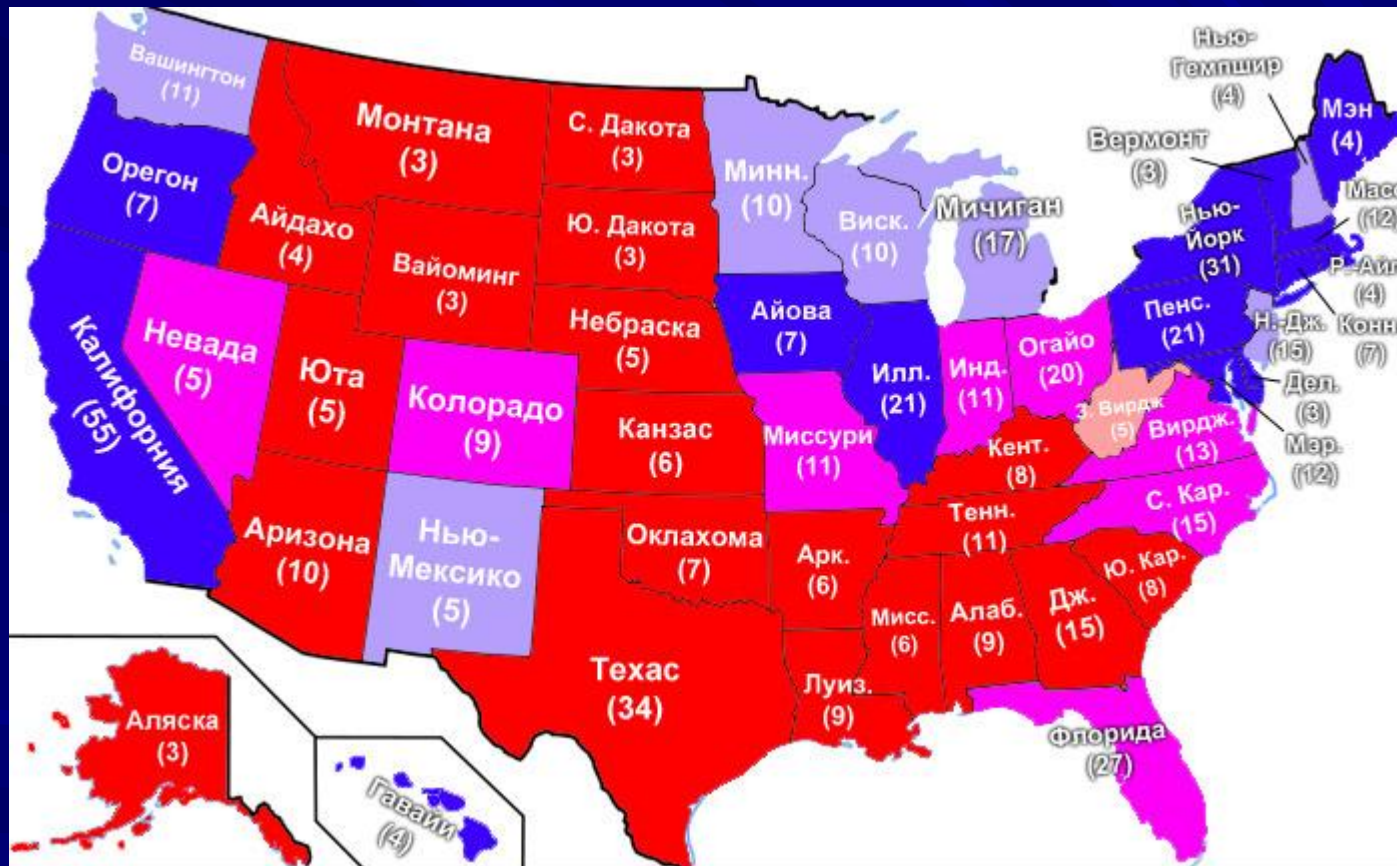 Вашингтон
(11)
Орегон
(7)
Калифорния
(55)
Невада
(5)
Айдахо
(4)
Монтана
(3)
Вайоминг
(3)
Юта
(5)
Колорадо
(9)
Аризона
(10)
Нью-
Мексико
(5)
С. Дакота
(3)
Ю. Дакота
(3)
Небраска
(5)
Канзас
(6)
Оклахома
(7)
Техас
(34)
Минн.
(10)
Айова
(7)
Миссури
(11)
Арк.
(6)
Луиз.
(9)
Виск.
(10)
Илл.
(21)
Мичиган
(17)
Инд.
(11)
Огайо
(20)
Кент.
(8)
Тенн.
(11)
Мисс.
(6)
Алаб.
(9)
Дж.
(15)
Флорида
(27)
Ю. Кар.
(8)
С. Кар.
(15)
Вирдж.
(13)
З. Вирдж
(5)
Пенс.
(21)
Нью-
Йорк
(31)
Вермонт
(3)
Нью-
Гемпшир
(4)
Мэн
(4)
Масс
(12)
Р.-Айл
(4)
Конн
(7)
Н.-Дж.
(15)
Дел.
(3)
Мэр.
(12)
Аляска
(3)
Гавайи
(4)